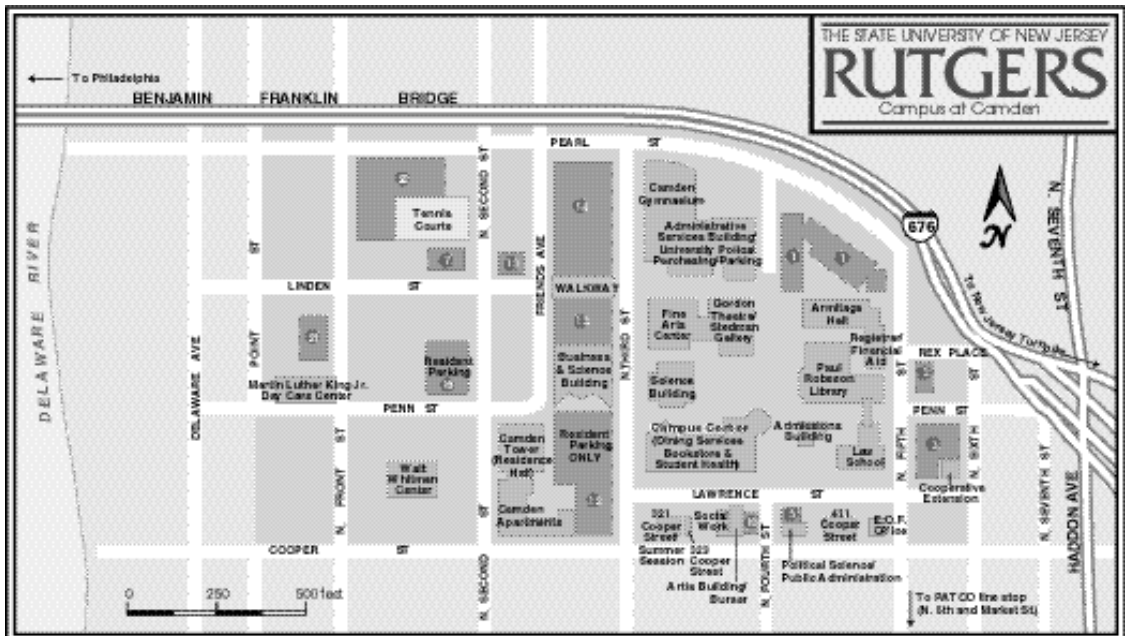 THE STATE UNIVERSITY OF NEW JERSEY
RUTGERS
Campus at Camden
To Philadelphia
BENJAMIN FRANKLIN BRIDGE
PEARL ST
N. SECOND ST
FRIENDS AVE
N. THIRD ST
Tennis
Courts
Camden
Gymnasium
Administrative
Services Building/
University Police/
Purchasing/Parking
676
N
N. SEVENTH ST
DELAWARE RIVER
DELAWARE AVE
POINT ST
LINDEN ST
WALKWAY
To New Jersey Turnpike
Fine
Arts
Center
Gordon
Theatre/
Stedman
Gallery
Armitage
Hall
Registrar/
Financial
Aid
REX PLACE
Resident
Parking
Business
& Science
Building
Science
Building
Paul
Robeson
Library
Martin Luther King Jr.
Day Care Center
PENN ST
PENN ST
N. FRONT ST
Walt
Whitman
Center
Camden
Tower
(Residence
Hall)
Camden
Apartments
Resident
Parking
ONLY
Campus Center
(Dining Services
Bookstore &
Student Health)
Admissions
Building
Law
School
N. FIFTH ST
N. SIXTH ST
Cooperative
Extension
N. SEVENTH ST
HADDON AVE
LAWRENCE ST
321
Cooper
Street
Summer
Session
323
Cooper
Street
Social
Work
Artis Building/
Bursar
N. FOURTH ST
411
Cooper
Street
E.O.F.
Office
Political Science/
Public Administration
COOPER ST
N. SECOND ST
0 250 500 feet
To PATCO line stop
(N. 5th and Market St.)